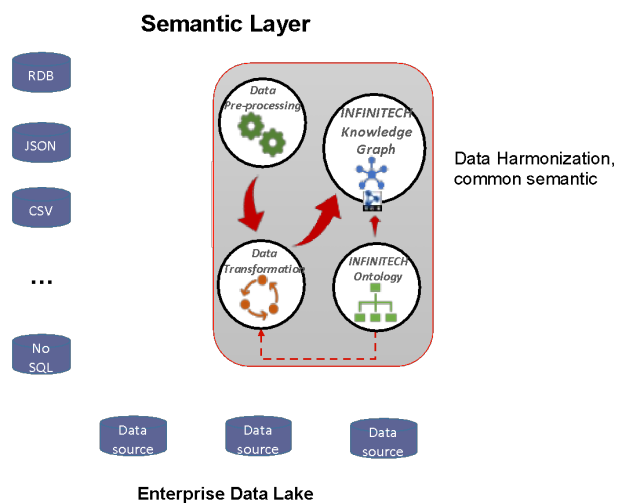 Semantic Layer
RDB
JSON
CSV
...
No
SQL
Data
Pre-processing
INFINITECH
Knowledge
Graph
Data
Transformation
INFINITECH
Ontology
Data Harmonization,
common semantic
Data
source
Data
source
Data
source
Enterprise Data Lake